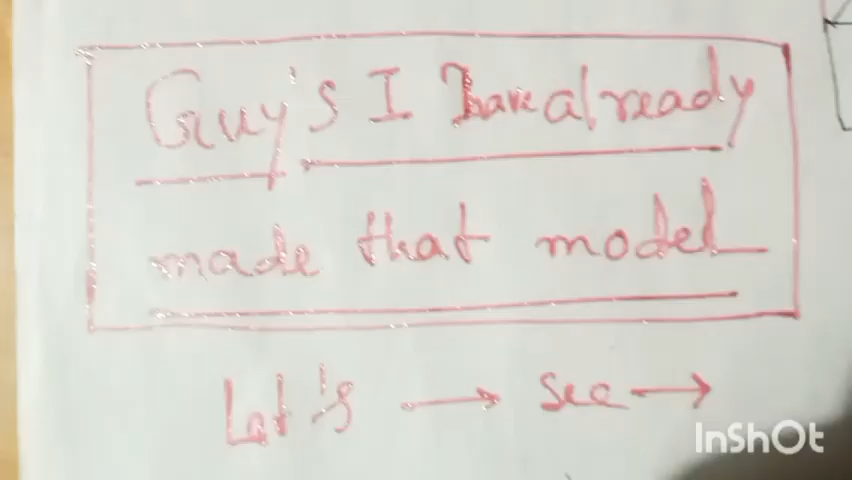 Guy's I have already
made that model
Let's → see →
InShOt